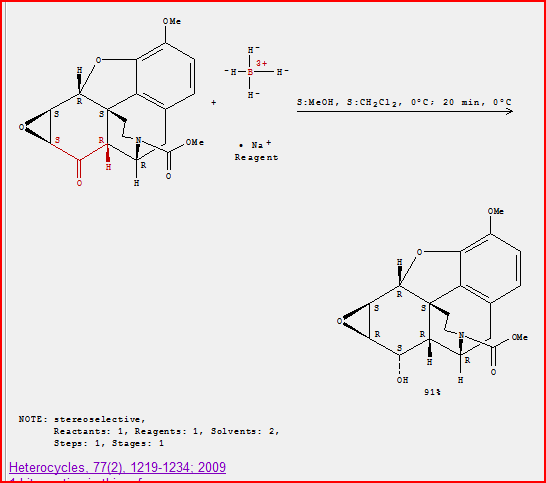 OMe
H
O
H
R
S
S
O
S
R
H
O
N
OMe
O
R
H
+
H-
-H
B
3+
H-
H-
• Na+
Reagent
S:MeOH, S:CH2Cl2, 0°C; 20 min, 0°C
OMe
O
H
R
S
S
O
R
R
S
H
OH
N
OMe
O
R
H
91%
NOTE: stereoselective,
Reactants: 1, Reagents: 1, Solvents: 2,
Steps: 1, Stages: 1
Heterocycles, 77(2), 1219-1234; 2009